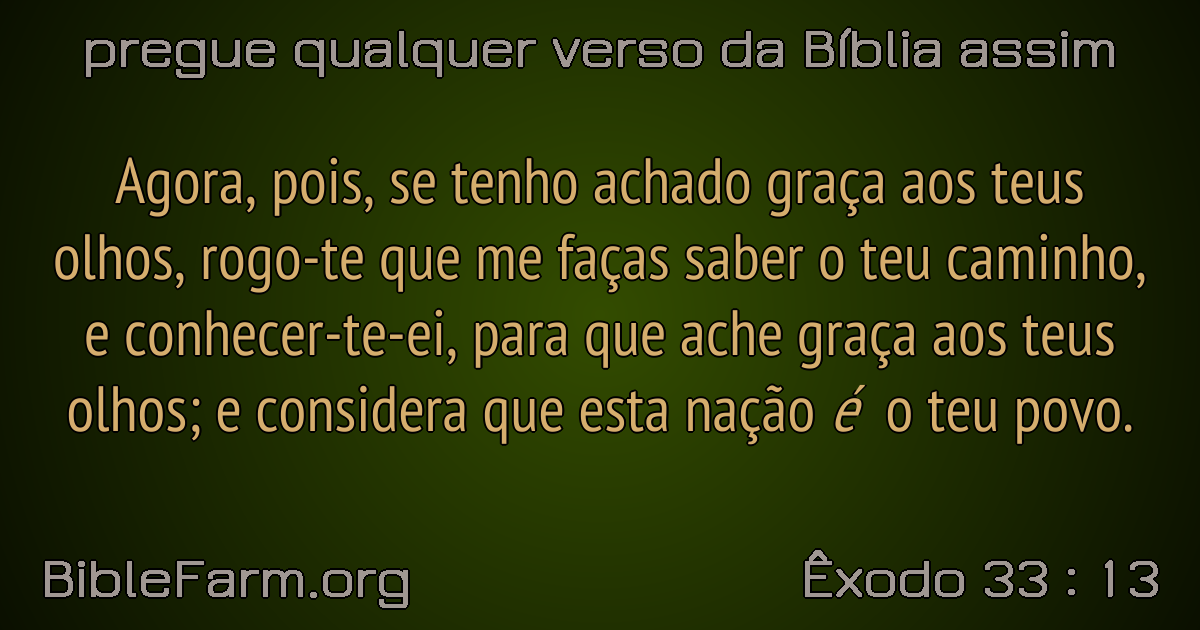 pregue qualquer verso da Bíblia assim
Agora, pois, se tenho achado graça aos teus
olhos, rogo-te que me faças saber o teu caminho,
e conhecer-te-ei, para que ache graça aos teus
olhos; e considera que esta nação é o teu povo.
BibleFarm.org
Êxodo 33 : 13